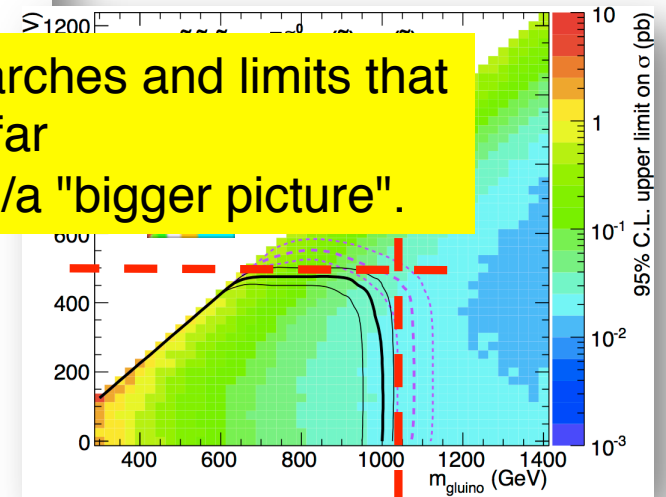 arches and limits that
far
/a "bigger picture".
1200
600
400
200
0
400 600 800 1000 1200 1400
m_gluino (GeV)
10
1
10^-1
10^-2
10^-3
95% C.L. upper limit on σ (pb)